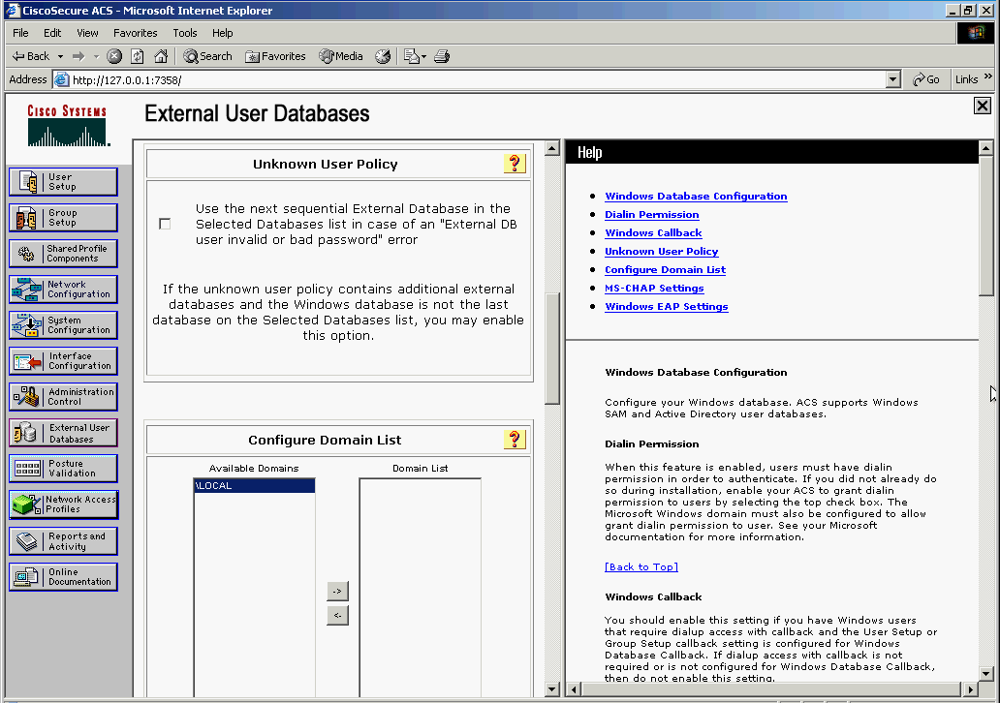 CiscoSecure ACS - Microsoft Internet Explorer
File Edit View Favorites Tools Help
Back Search Favorites Media
Address http://127.0.0.1:7358/ Go Links »
CISCO SYSTEMS
External User Databases
User
Setup
Group
Setup
Shared Profile
Components
Network
Configuration
System
Configuration
Interface
Configuration
Administration
Control
External User
Databases
Posture
Validation
Network Access
Profiles
Reports and
Activity
Online
Documentation
Unknown User Policy
?
Use the next sequential External Database in the
Selected Databases list in case of an "External DB
user invalid or bad password" error
If the unknown user policy contains additional external
databases and the Windows database is not the last
database on the Selected Databases list, you may enable
this option.
Configure Domain List
?
Available Domains
\LOCAL
->
<-
Domain List
Help
Windows Database Configuration
Dialin Permission
Windows Callback
Unknown User Policy
Configure Domain List
MS-CHAP Settings
Windows EAP Settings
Windows Database Configuration
Configure your Windows database. ACS supports Windows
SAM and Active Directory user databases.
Dialin Permission
When this feature is enabled, users must have dialin
permission in order to authenticate. If you did not already do
so during installation, enable your ACS to grant dialin
permission to users by selecting the top check box. The
Microsoft Windows domain must also be configured to allow
grant dialin permission to user. See your Microsoft
documentation for more information.
[Back to Top]
Windows Callback
You should enable this setting if you have Windows users
that require dialup access with callback and the User Setup or
Group Setup callback setting is configured for Windows
Database Callback. If dialup access with callback is not
required or is not configured for Windows Database Callback,
then do not enable this setting.